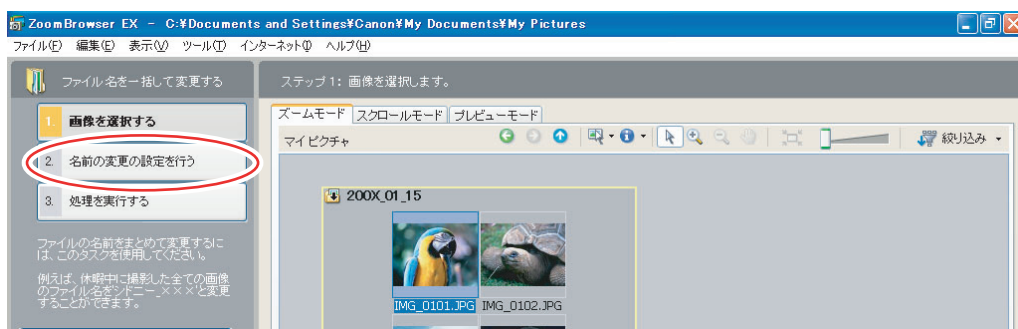 ZoomBrowser EX - C:¥Documents and Settings¥Canon¥My Documents¥My Pictures
ファイル(F) 編集(E) 表示(V) ツール(T) インターネット(I) ヘルプ(H)
ファイル名を一括して変更する
ステップ1: 画像を選択します。
1. 画像を選択する
2. 名前の変更の設定を行う
3. 処理を実行する
ファイルの名前をまとめて変更するに
は、このタスクを使用してください。
例えば、休暇中に撮影した全ての画像
のファイル名をシドニー_×××と変更
することができます。
ズームモード スクロールモード プレビューモード
マイ ピクチャ
絞り込み
200X_01_15
IMG_0101.JPG IMG_0102.JPG